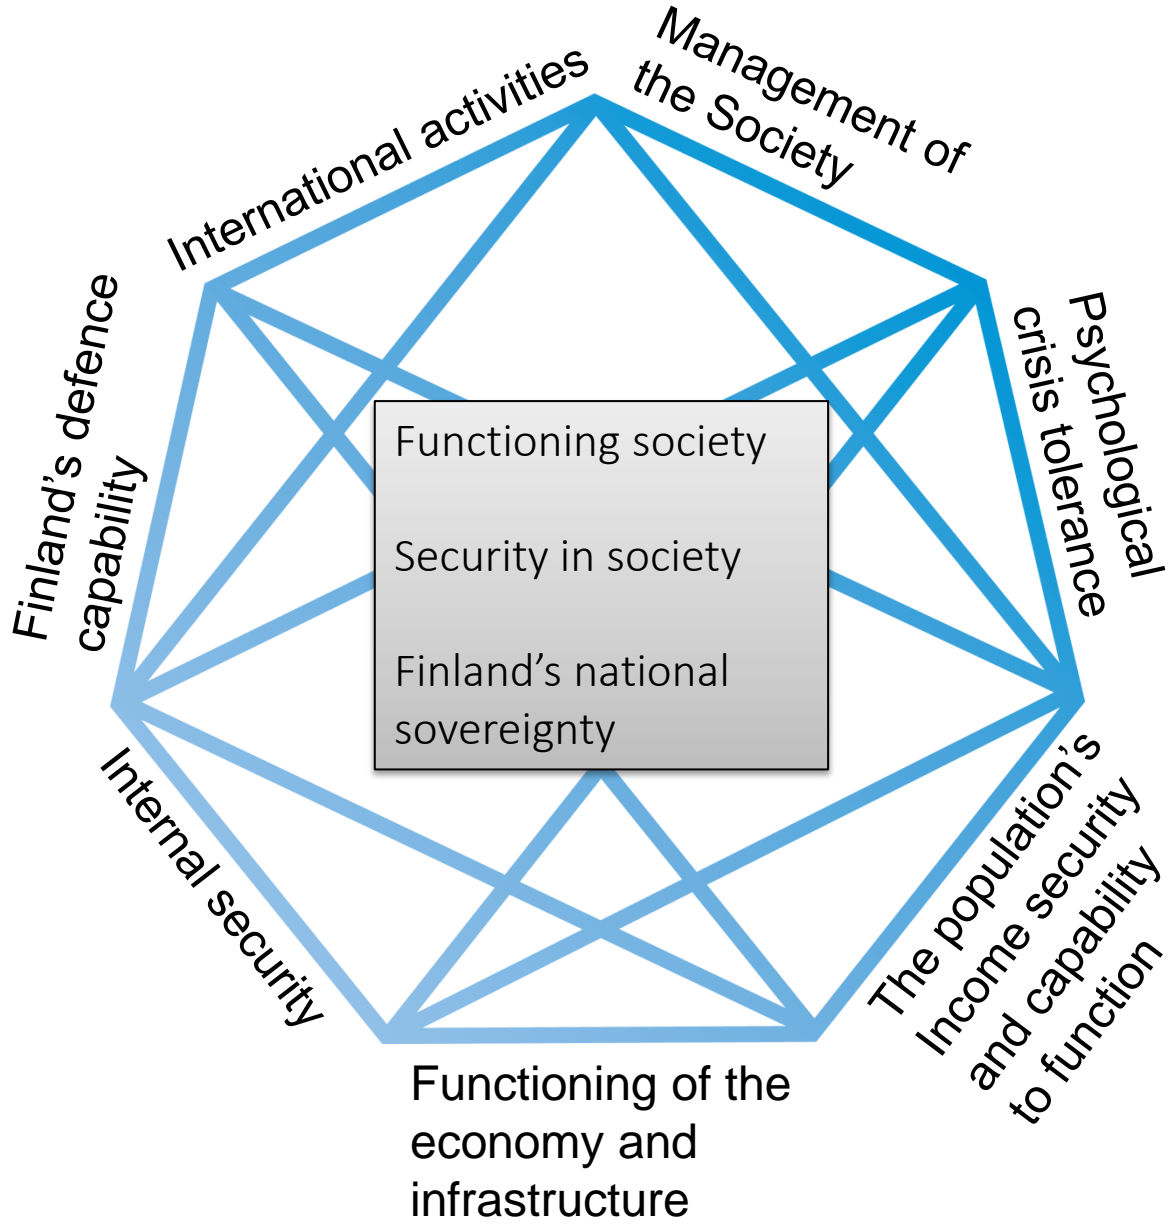 Management of
the Society
Psychological
crisis tolerance
The population’s
Income security
and capability
to function
Functioning of the
economy and
infrastructure
Internal security
Finland’s defence
capability
International activities
Functioning society
Security in society
Finland’s national
sovereignty